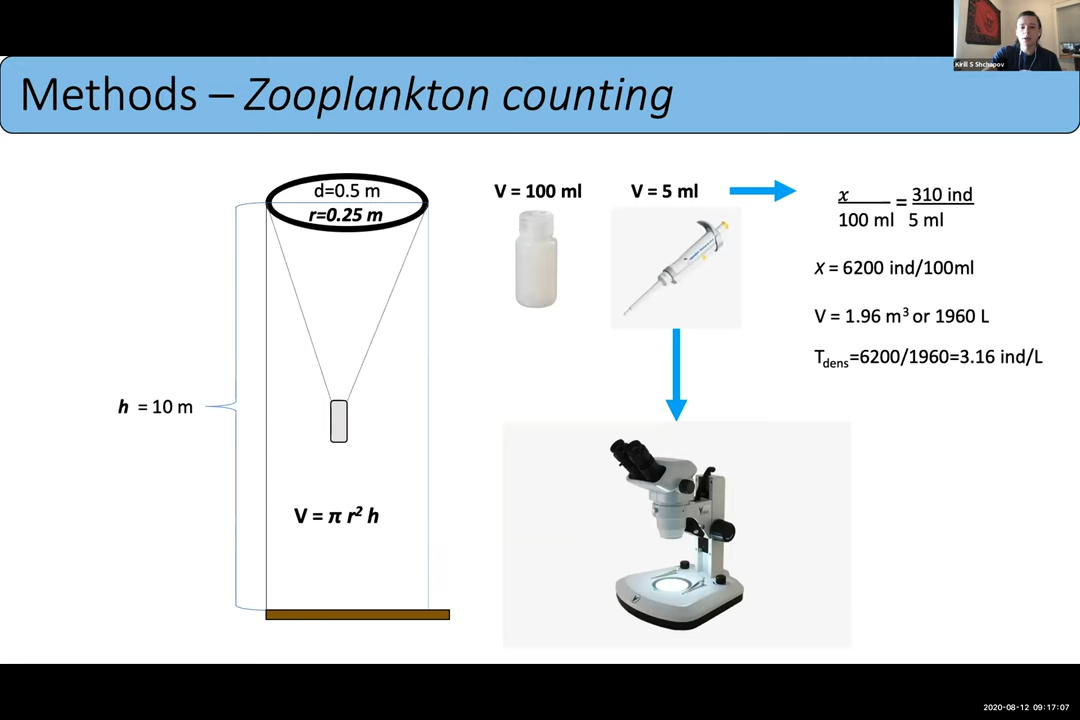 Kirill S Shchapov
Methods – Zooplankton counting
d=0.5 m
r=0.25 m
h = 10 m
V = π r² h
V = 100 ml
V = 5 ml
x = 310 ind
100 ml 5 ml
x = 6200 ind/100ml
V = 1.96 m³ or 1960 L
Tdens=6200/1960=3.16 ind/L
2020-08-12 09:17:07